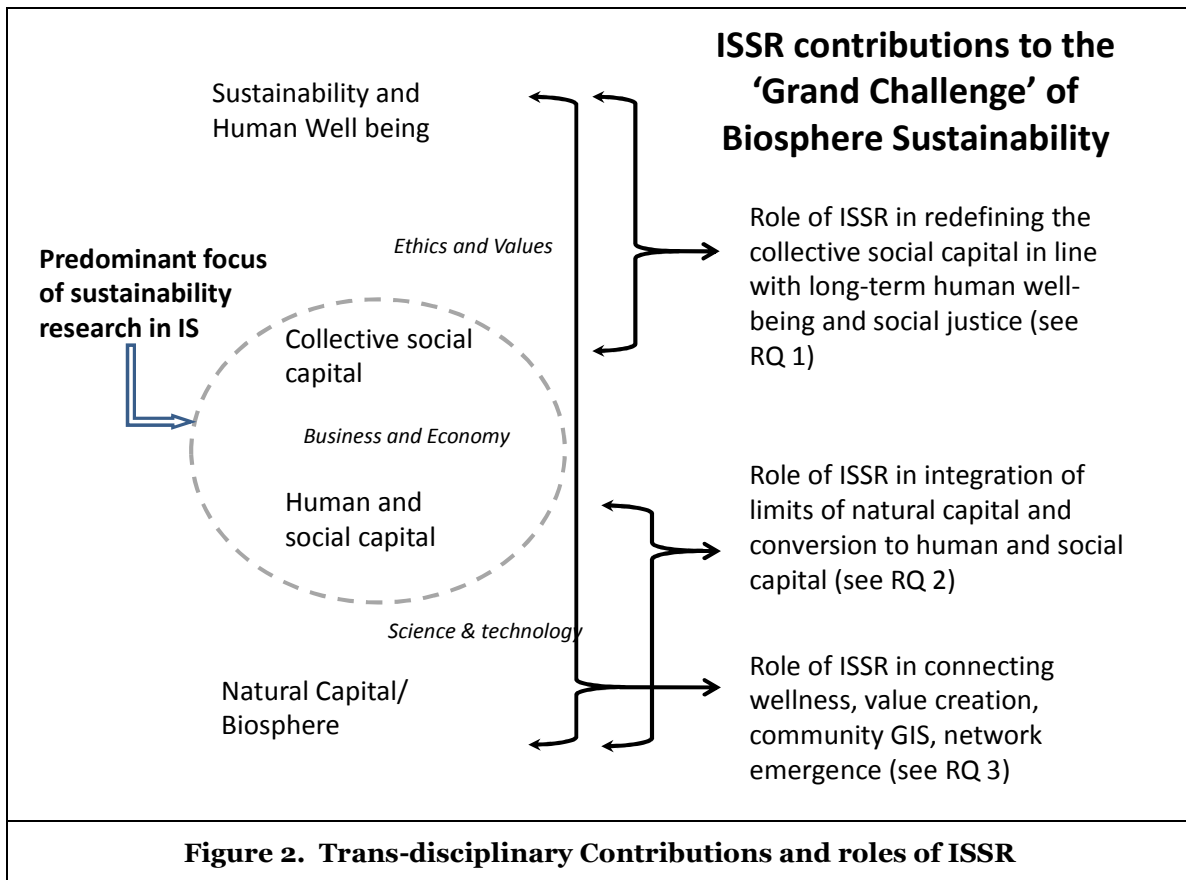 ISSR contributions to the
‘Grand Challenge’ of
Biosphere Sustainability
Sustainability and
Human Well being
Ethics and Values
Predominant focus
of sustainability
research in IS
Collective social
capital
Business and Economy
Human and
social capital
Science & technology
Natural Capital/
Biosphere
Role of ISSR in redefining the
collective social capital in line
with long-term human well-
being and social justice (see
RQ 1)
Role of ISSR in integration of
limits of natural capital and
conversion to human and social
capital (see RQ 2)
Role of ISSR in connecting
wellness, value creation,
community GIS, network
emergence (see RQ 3)
Figure 2. Trans-disciplinary Contributions and roles of ISSR